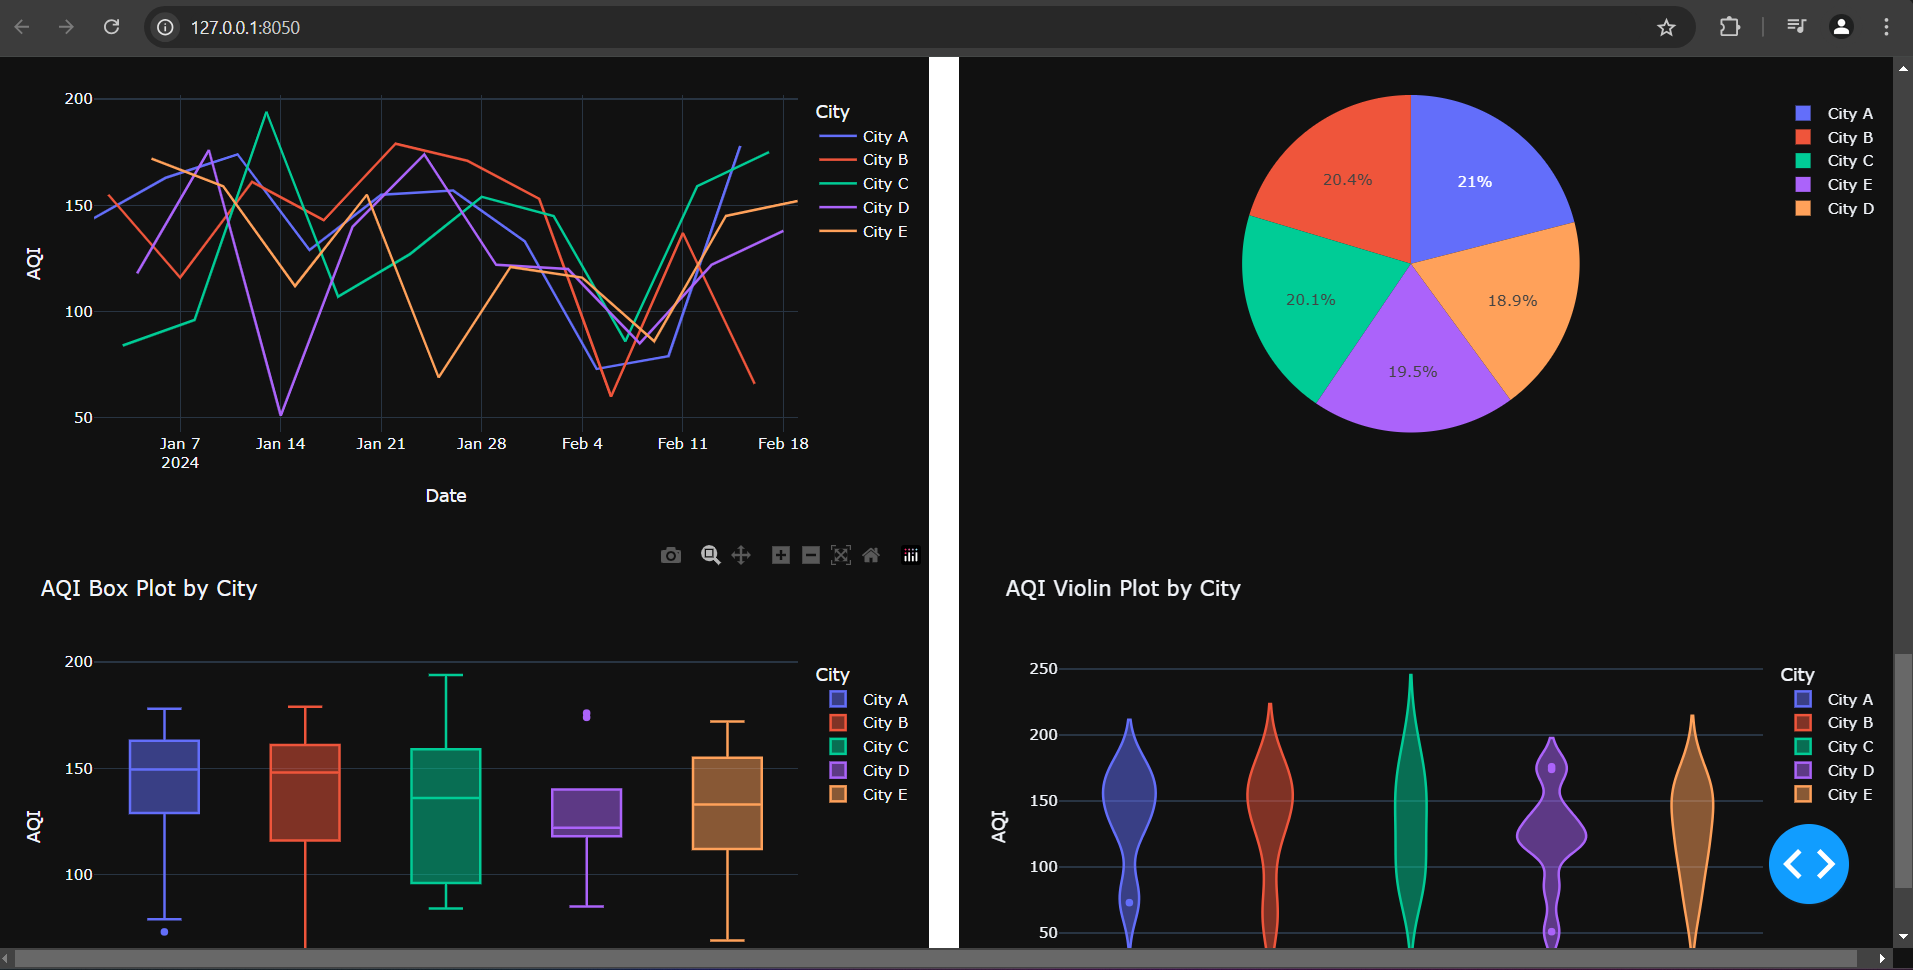 127.0.0.1:8050
200
150
100
50
AQI
Jan 7
2024
Jan 14
Jan 21
Jan 28
Feb 4
Feb 11
Feb 18
Date
City
City A
City B
City C
City D
City E
21%
20.4%
20.1%
19.5%
18.9%
City A
City B
City C
City E
City D
AQI Box Plot by City
200
150
100
AQI
City
City A
City B
City C
City D
City E
AQI Violin Plot by City
250
200
150
100
50
AQI
City
City A
City B
City C
City D
City E